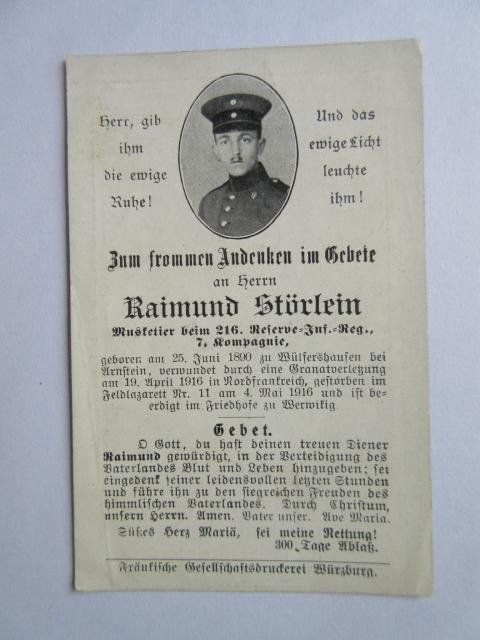 Herr, gib
ihm
die ewige
Ruhe!
Und das
ewige Licht
leuchte
ihm!
Zum frommen Andenken im Gebete
an Herrn
Raimund Störlein
Musketier beim 216. Reserve-Inf.-Reg.,
7. Kompagnie,
geboren am 25. Juni 1890 zu Wülfershausen bei
Arnstein, verwundet durch eine Granatverletzung
am 19. April 1916 in Nordfrankreich, gestorben im
Feldlazarett Nr. 11 am 4. Mai 1916 und ist be-
erdigt im Friedhofe zu Werwikig
Gebet.
O Gott, du hast deinen treuen Diener
Raimund gewürdigt, in der Verteidigung des
Vaterlandes Blut und Leben hinzugeben; sei
eingedenk seiner leidensvollen letzten Stunden
und führe ihn zu den siegreichen Freuden des
himmlischen Vaterlandes. Durch Christum,
unsern Herrn. Amen. Vater unser. Ave Maria.
Süßes Herz Mariä, sei meine Rettung!
300 Tage Ablaß.
Fränkische Gesellschaftsdruckerei Würzburg.